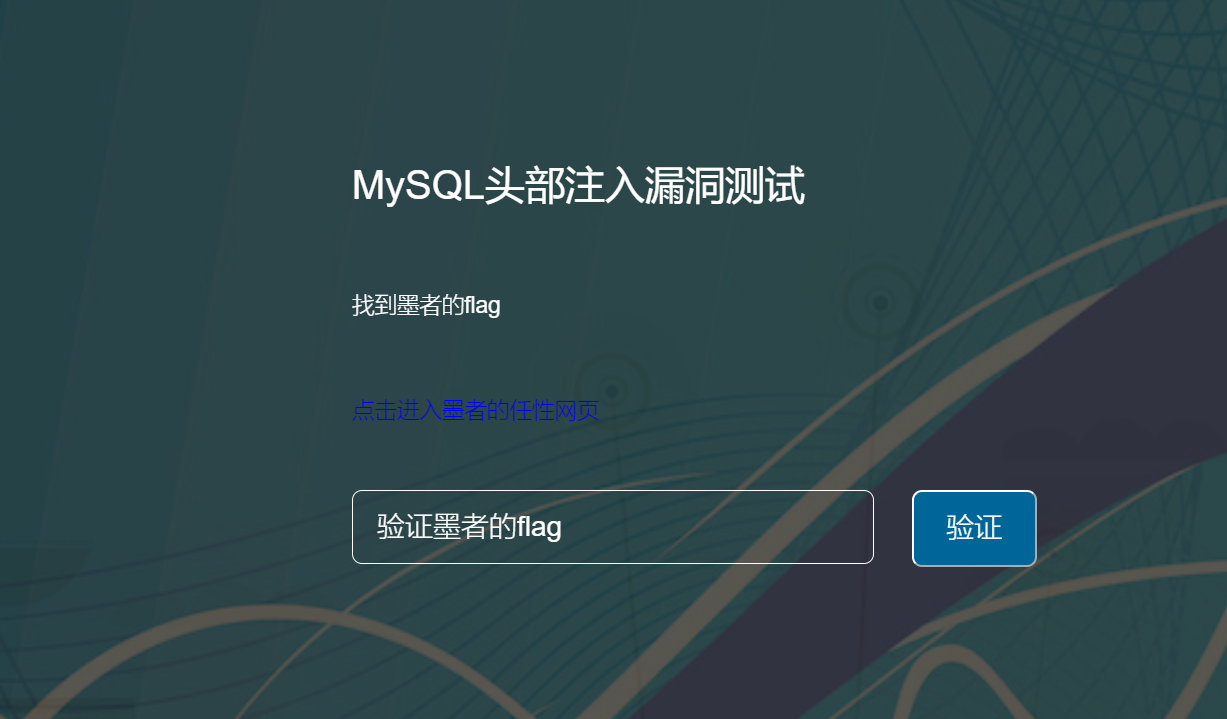 MySQL头部注入漏洞测试
找到墨者的flag
点击进入墨者的任性网页
验证墨者的flag
验证